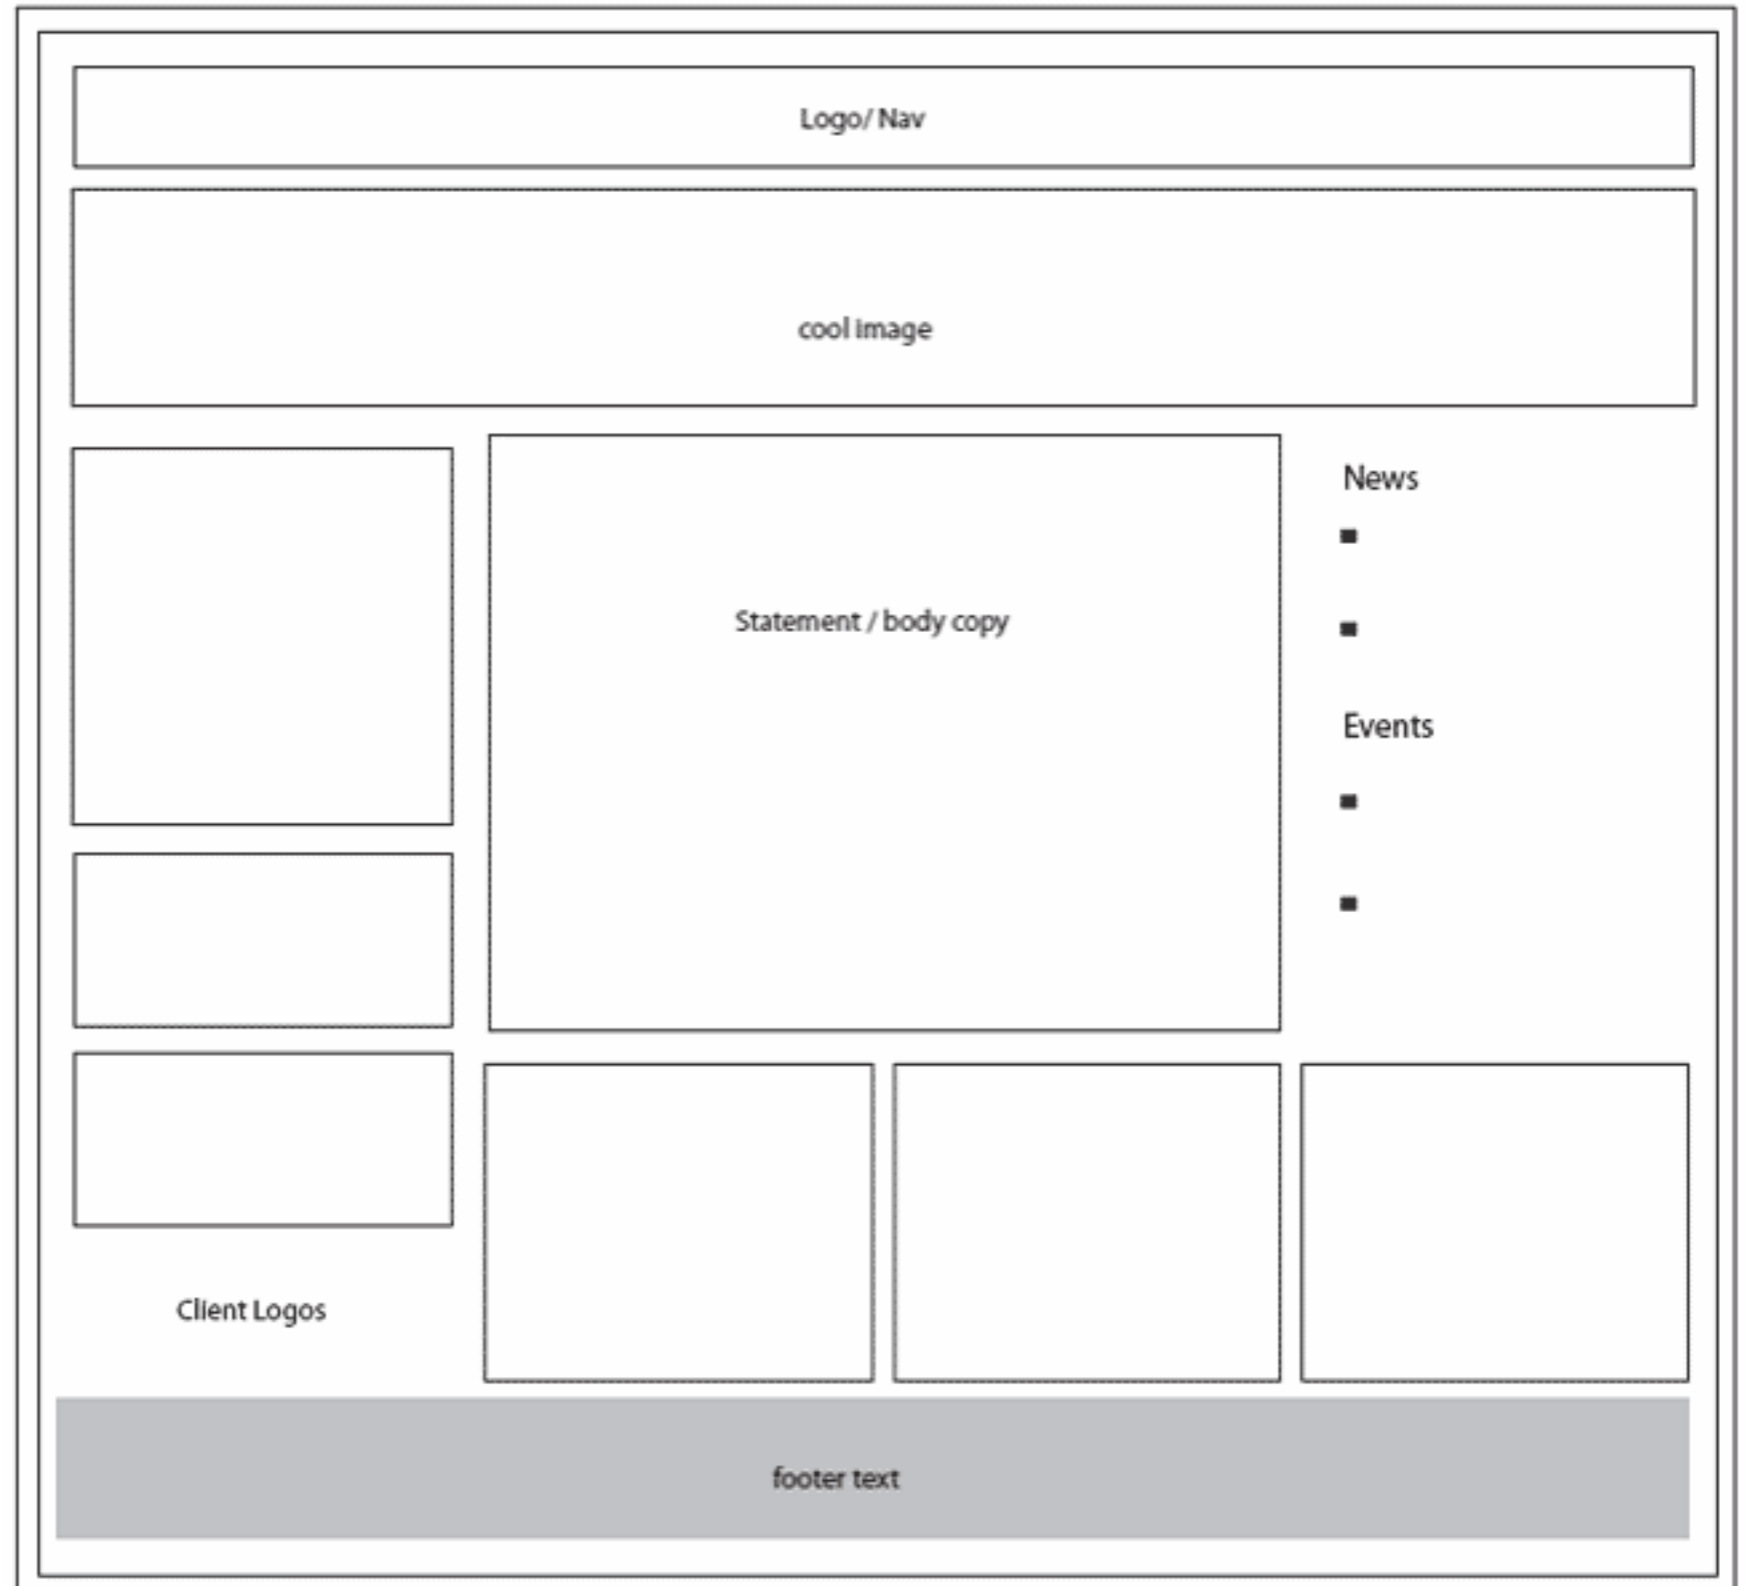 Logo/ Nav
cool image
Statement / body copy
News
Events
Client Logos
footer text